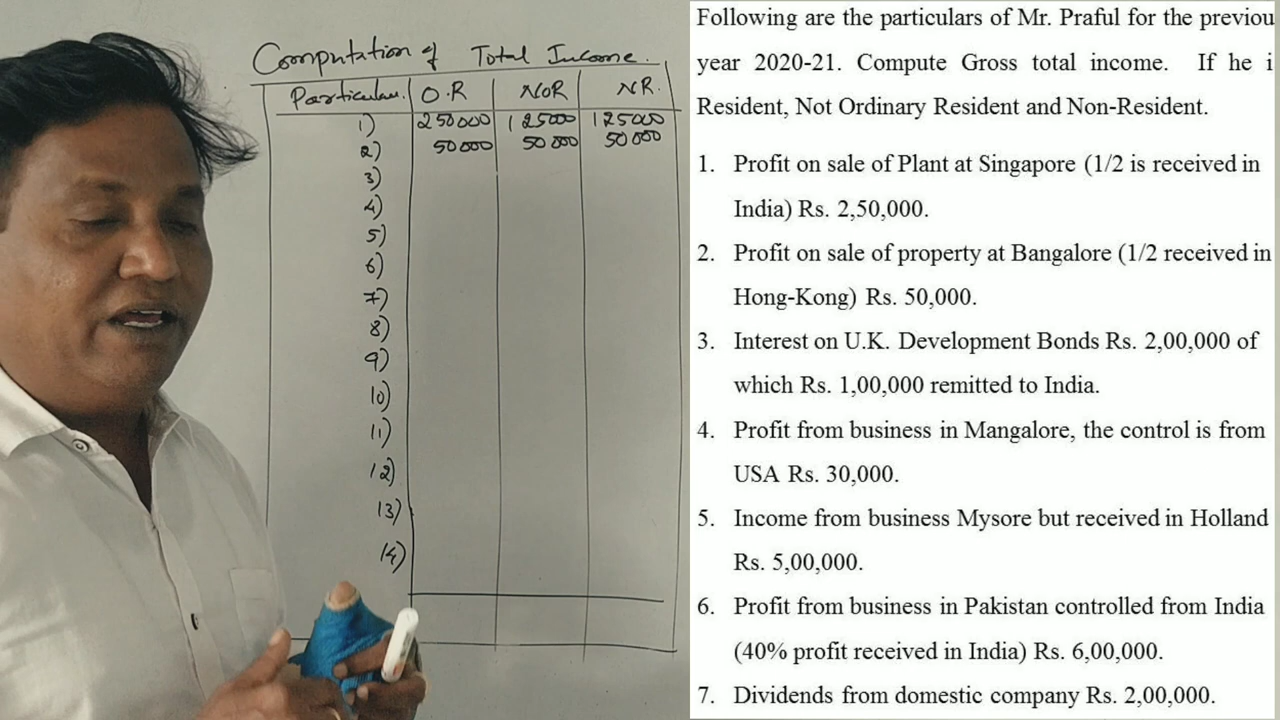 Computation of Total Income.
Particulars. O.R NOR NR.
1) 250000 125000 125000
2) 50000 50000 50000
3)
4)
5)
6)
7)
8)
9)
10)
11)
12)
13)
14)
Following are the particulars of Mr. Praful for the previou
year 2020-21. Compute Gross total income. If he i
Resident, Not Ordinary Resident and Non-Resident.
1. Profit on sale of Plant at Singapore (1/2 is received in
India) Rs. 2,50,000.
2. Profit on sale of property at Bangalore (1/2 received in
Hong-Kong) Rs. 50,000.
3. Interest on U.K. Development Bonds Rs. 2,00,000 of
which Rs. 1,00,000 remitted to India.
4. Profit from business in Mangalore, the control is from
USA Rs. 30,000.
5. Income from business Mysore but received in Holland
Rs. 5,00,000.
6. Profit from business in Pakistan controlled from India
(40% profit received in India) Rs. 6,00,000.
7. Dividends from domestic company Rs. 2,00,000.